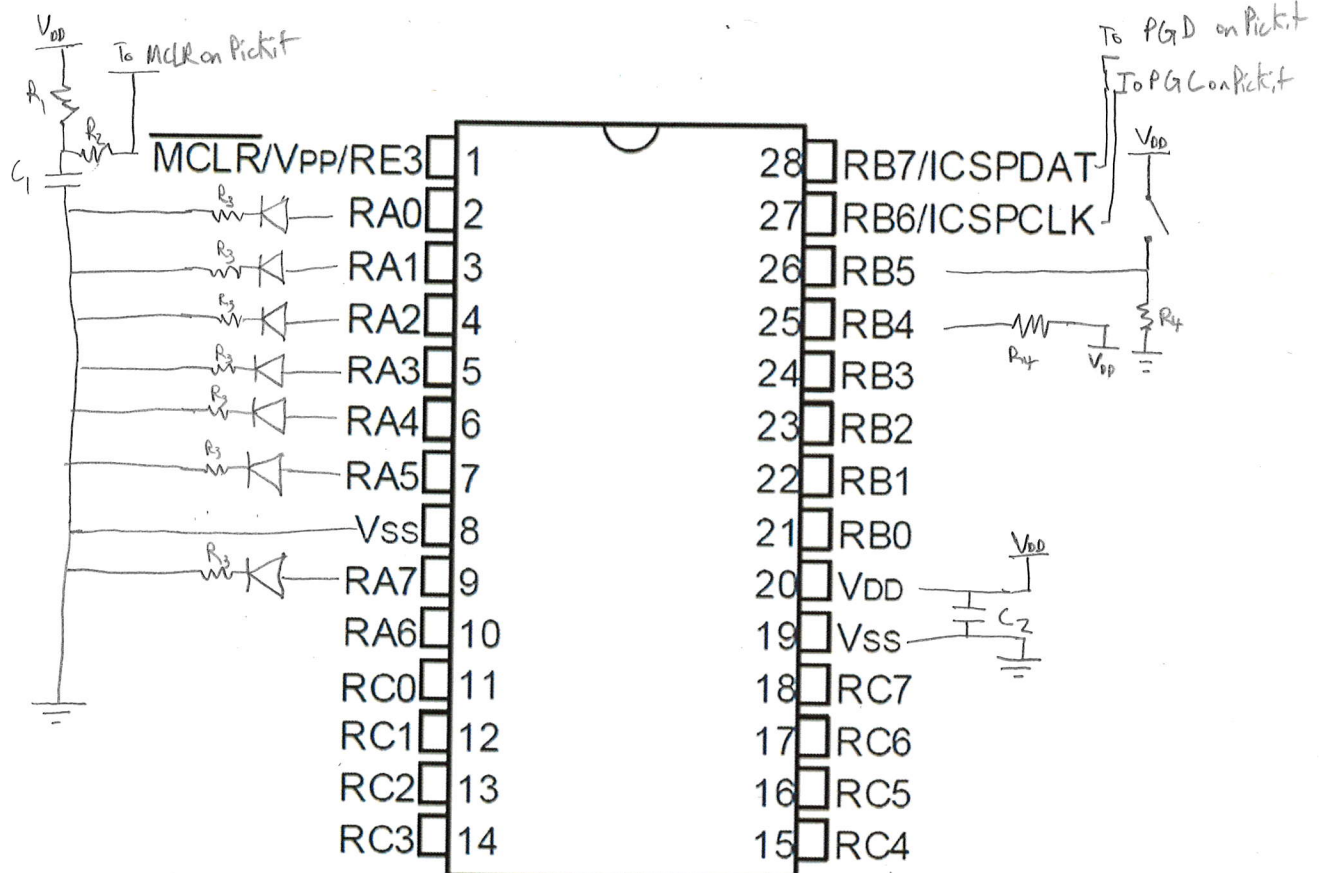 VDD
To MCLR on Pickit
R1
R2
C1
To PGD on Pickit
To PGC on Pickit
VDD
MCLR/VPP/RE3 1
28 RB7/ICSPDAT
R3 RA0 2
27 RB6/ICSPCLK
R3 RA1 3
26 RB5
R3 RA2 4
25 RB4
R4 VDD
R4
R3 RA3 5
24 RB3
R3 RA4 6
23 RB2
R3 RA5 7
22 RB1
VSS 8
21 RB0
VDD
R3 RA7 9
20 VDD
C2
RA6 10
19 VSS
RC0 11
18 RC7
RC1 12
17 RC6
RC2 13
16 RC5
RC3 14
15 RC4